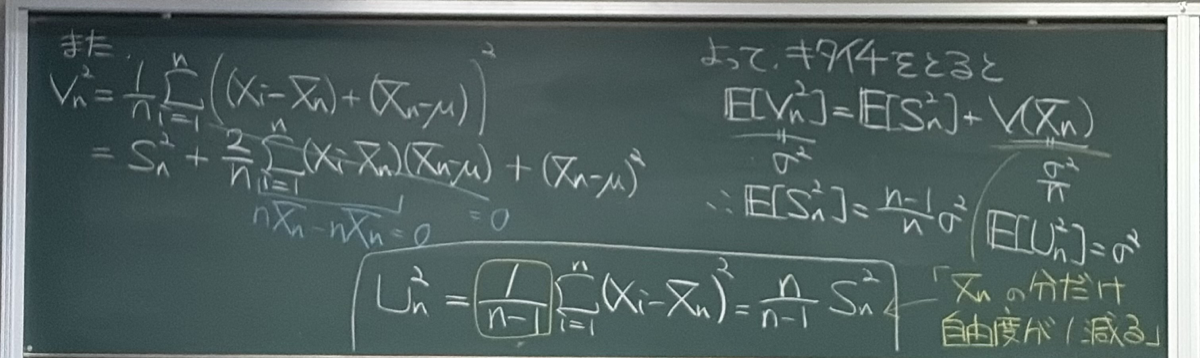 また、
V_n^2 = 1/n Σ_{i=1}^{n} ((X_i − X̄_n) + (X̄_n − μ))^2
= S_n^2 + 2/n Σ_{i=1}^{n} (X_i − X̄_n)(X̄_n − μ) + (X̄_n − μ)^2
nX̄_n − nX̄_n = 0
= 0
よって、キタイチをとると
𝔼[V_n^2] = 𝔼[S_n^2] + V(X̄_n)
‖ σ^2
‖ σ^2/n
∴ 𝔼[S_n^2] = (n−1)/n σ^2
𝔼[U_n^2] = σ^2
U_n^2 = 1/(n−1) Σ_{i=1}^{n} (X_i − X̄_n)^2 = n/(n−1) S_n^2
「X̄_n の分だけ
自由度が1減る」